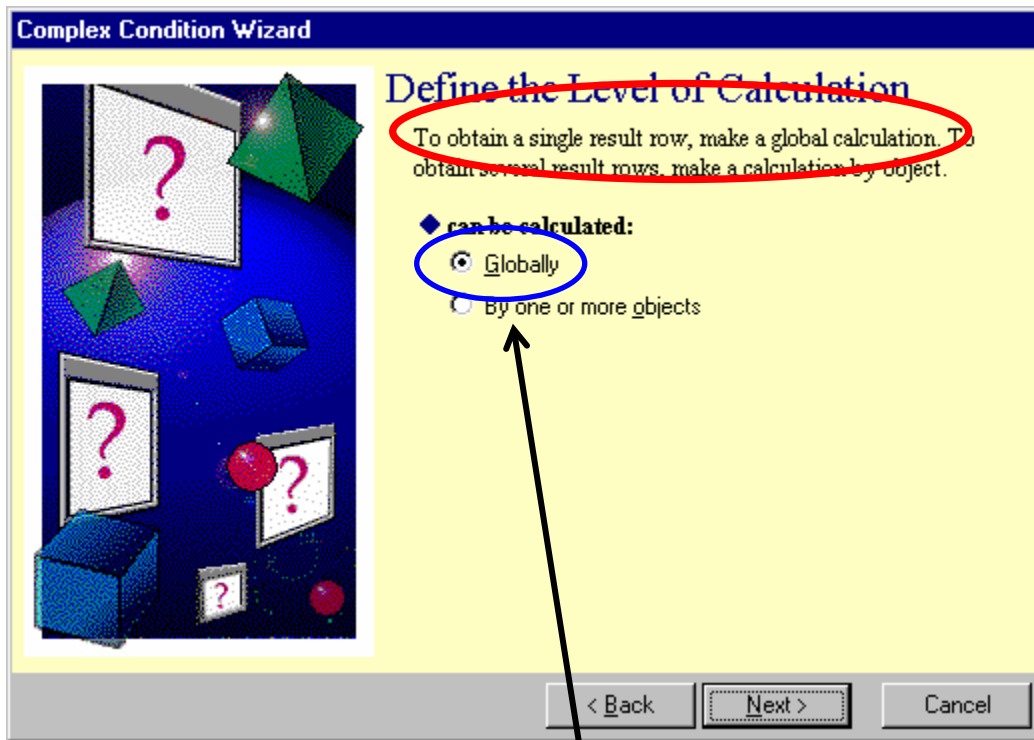 Complex Condition Wizard
Define the Level of Calculation
To obtain a single result row, make a global calculation. To
obtain several result rows, make a calculation by object.
can be calculated:
Globally
By one or more objects
?
?
?
?
< Back
Next >
Cancel